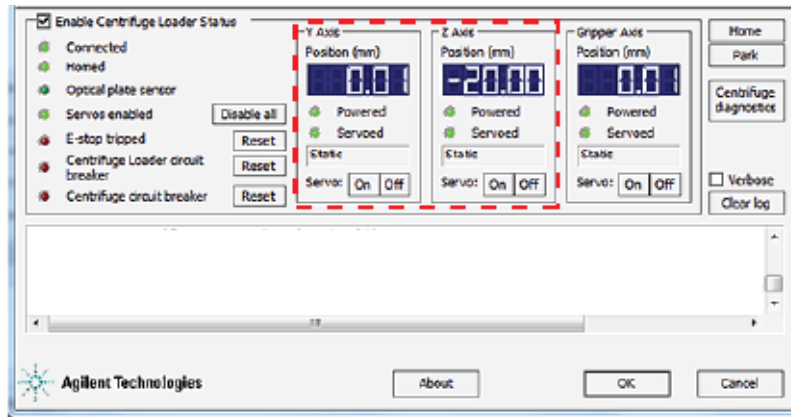 Enable Centrifuge Loader Status
Connected
Homed
Optical plate sensor
Servos enabled
Disable all
E-stop tripped
Reset
Centrifuge Loader circuit
breaker
Reset
Centrifuge circuit breaker
Reset
Y Axis
Position (mm)
0.01
Powered
Servoed
Static
Servo: On Off
Z Axis
Position (mm)
-20.00
Powered
Servoed
Static
Servo: On Off
Gripper Axis
Position (mm)
0.01
Powered
Servoed
Static
Servo: On Off
Home
Park
Centrifuge
diagnostics
Verbose
Clear log
Agilent Technologies
About
OK
Cancel